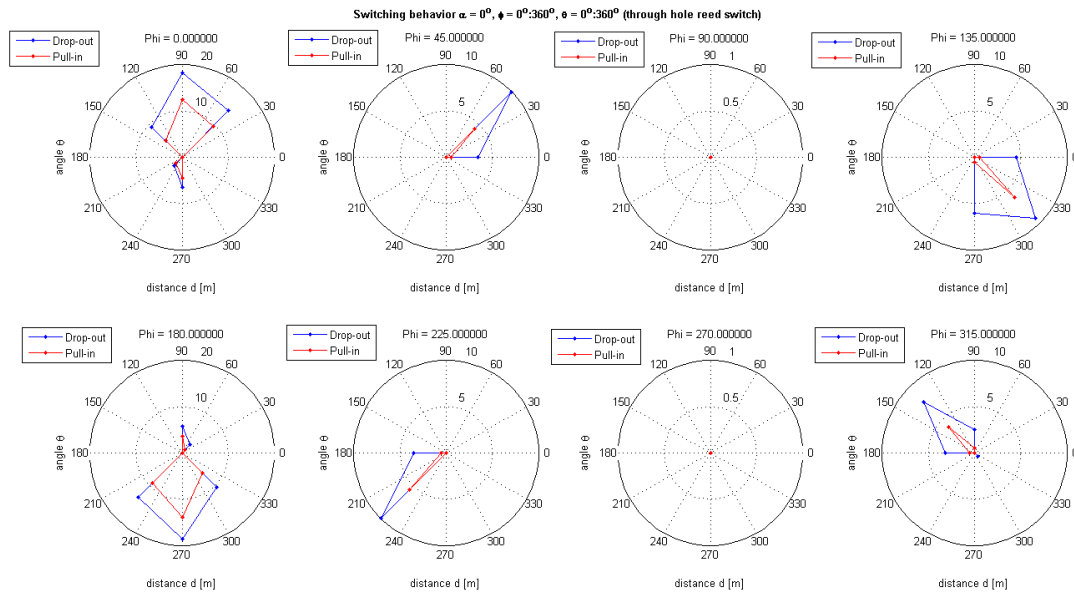 Switching behavior α = 0º, ϕ = 0º:360º, θ = 0º:360º (through hole reed switch)
Drop-out
Pull-in
Phi = 0.000000
90
20
120
60
10
150
30
180
0
210
330
240
300
270
angle θ
distance d [m]
Drop-out
Pull-in
Phi = 45.000000
90
10
120
60
5
150
30
180
0
210
330
240
300
270
angle θ
distance d [m]
Drop-out
Pull-in
Phi = 90.000000
90
1
120
60
0.5
150
30
180
0
210
330
240
300
270
angle θ
distance d [m]
Drop-out
Pull-in
Phi = 135.000000
90
10
120
60
5
150
30
180
0
210
330
240
300
270
angle θ
distance d [m]
Drop-out
Pull-in
Phi = 180.000000
90
20
120
60
10
150
30
180
0
210
330
240
300
270
angle θ
distance d [m]
Drop-out
Pull-in
Phi = 225.000000
90
10
120
60
5
150
30
180
0
210
330
240
300
270
angle θ
distance d [m]
Drop-out
Pull-in
Phi = 270.000000
90
1
120
60
0.5
150
30
180
0
210
330
240
300
270
angle θ
distance d [m]
Drop-out
Pull-in
Phi = 315.000000
90
10
120
60
5
150
30
180
0
210
330
240
300
270
angle θ
distance d [m]